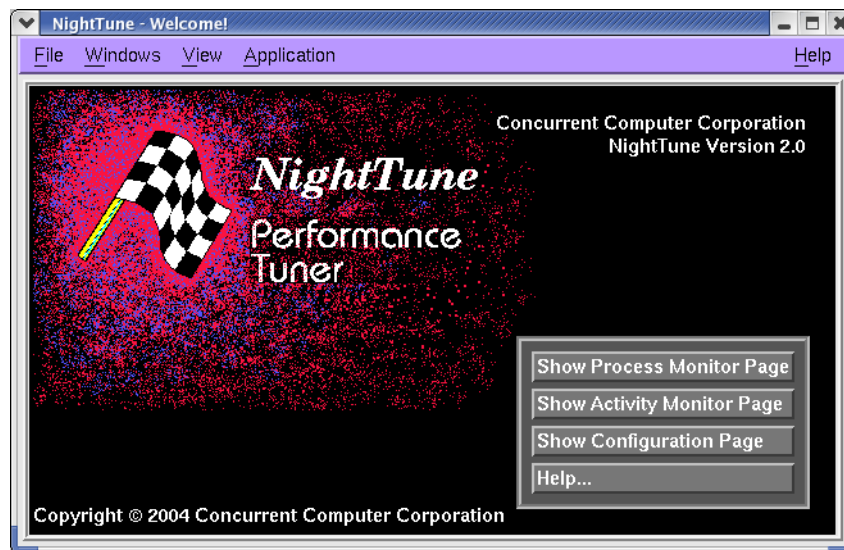 NightTune - Welcome!
File Windows View Application Help
Concurrent Computer Corporation
NightTune Version 2.0
NightTune
Performance
Tuner
Show Process Monitor Page
Show Activity Monitor Page
Show Configuration Page
Help...
Copyright © 2004 Concurrent Computer Corporation